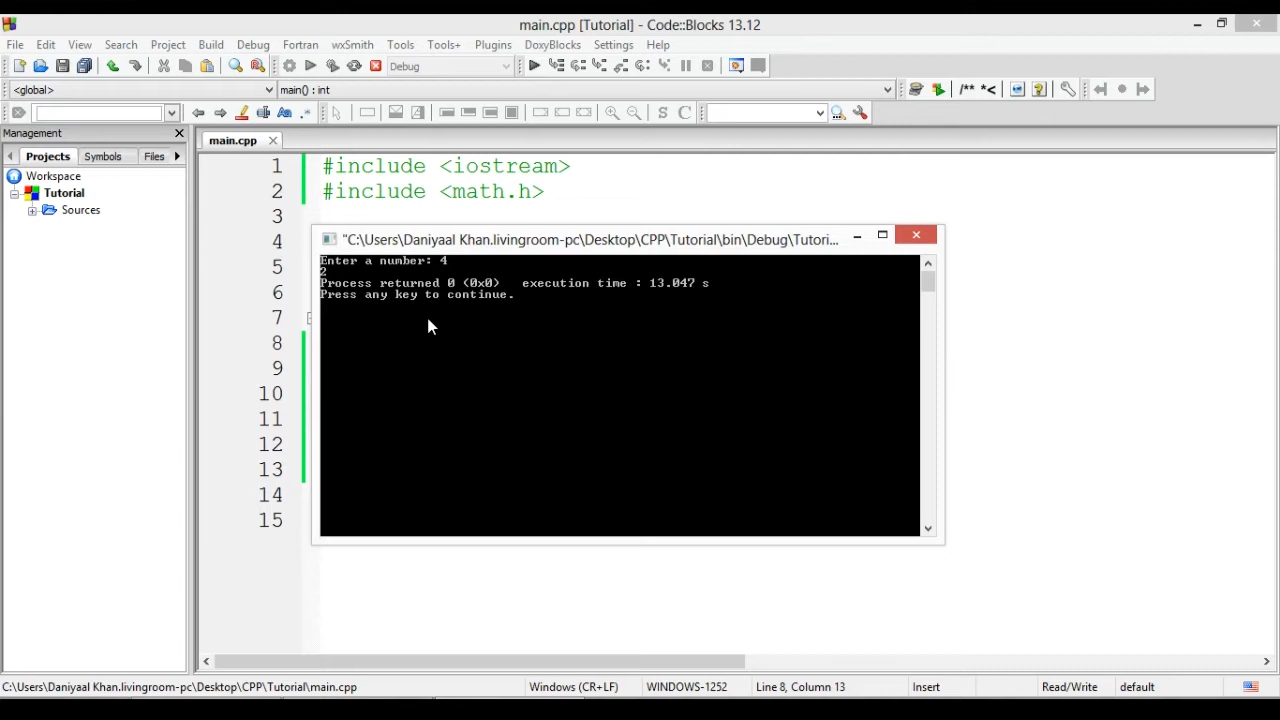 main.cpp [Tutorial] - Code::Blocks 13.12
File Edit View Search Project Build Debug Fortran wxSmith Tools Tools+ Plugins DoxyBlocks Settings Help
Debug
<global> main() : int /** *<
Management
main.cpp
Projects Symbols Files
Workspace
Tutorial
Sources
1 #include <iostream>
2 #include <math.h>
3
4
5
6
7
8
9
10
11
12
13
14
15
"C:\Users\Daniyaal Khan.livingroom-pc\Desktop\CPP\Tutorial\bin\Debug\Tutori...
Enter a number: 4
2
Process returned 0 (0x0) execution time : 13.047 s
Press any key to continue.
C:\Users\Daniyaal Khan.livingroom-pc\Desktop\CPP\Tutorial\main.cpp Windows (CR+LF) WINDOWS-1252 Line 8, Column 13 Insert Read/Write default